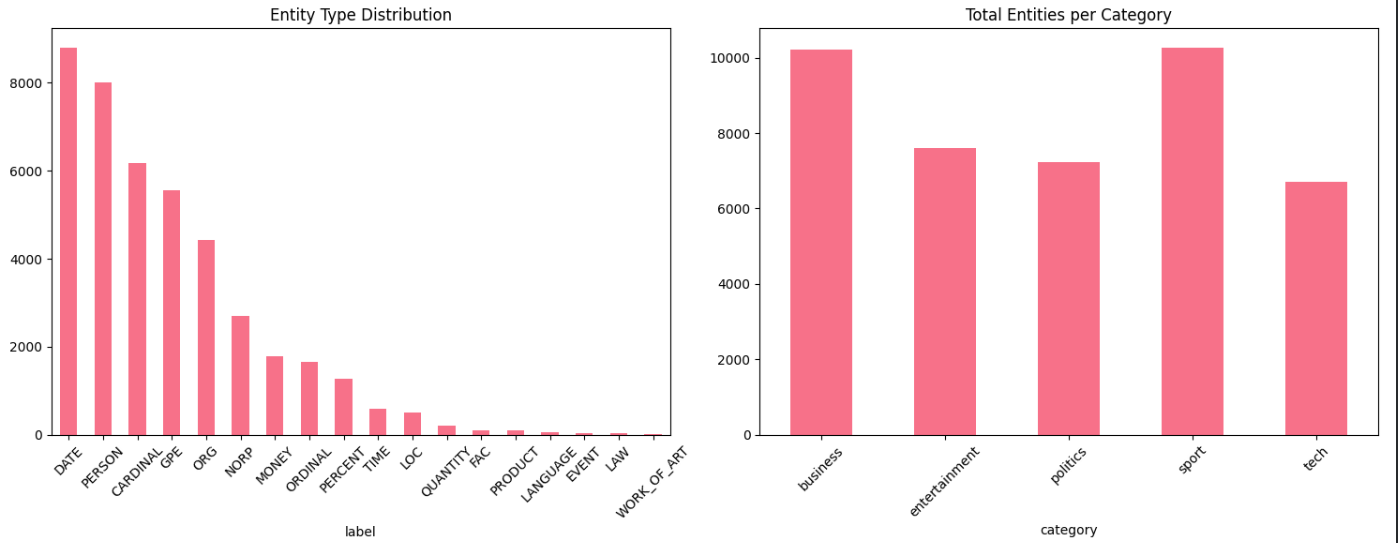 Entity Type Distribution
8000
6000
4000
2000
0
DATE
PERSON
CARDINAL
GPE
ORG
NORP
MONEY
ORDINAL
PERCENT
TIME
LOC
QUANTITY
FAC
PRODUCT
LANGUAGE
EVENT
LAW
WORK_OF_ART
label
Total Entities per Category
10000
8000
6000
4000
2000
0
business
entertainment
politics
sport
tech
category